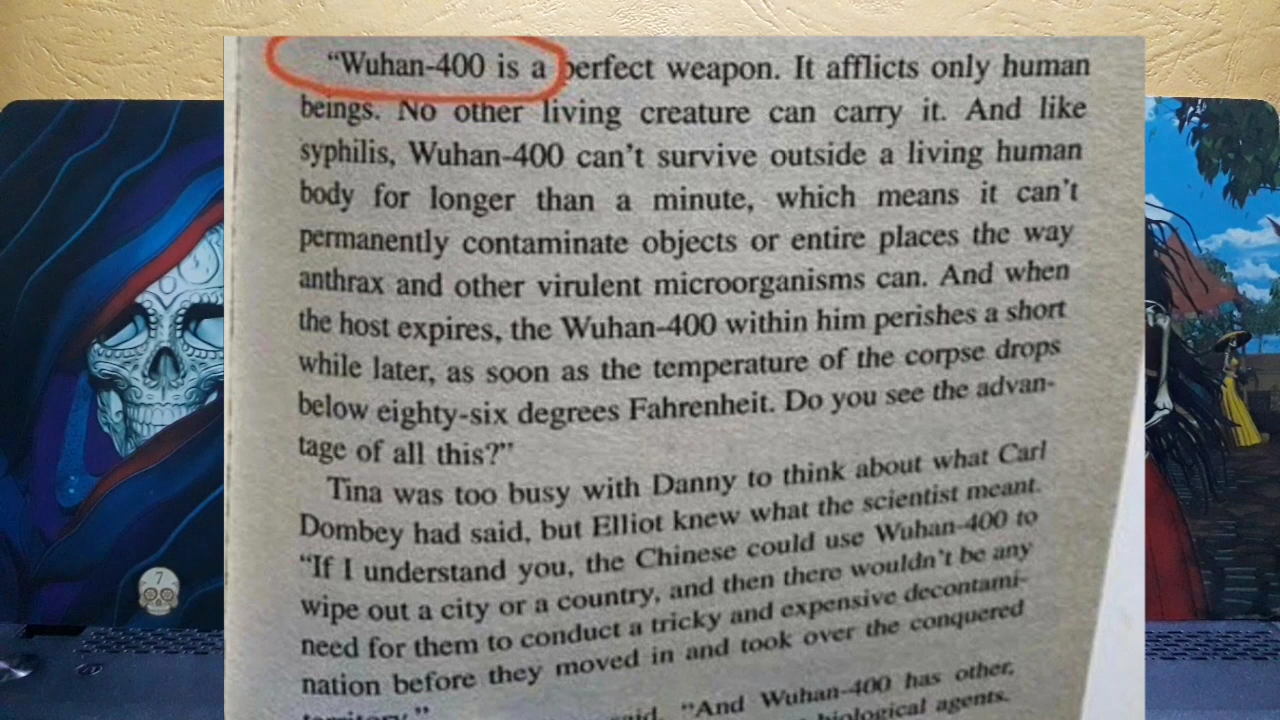 "Wuhan-400 is a perfect weapon. It afflicts only human
beings. No other living creature can carry it. And like
syphilis, Wuhan-400 can't survive outside a living human
body for longer than a minute, which means it can't
permanently contaminate objects or entire places the way
anthrax and other virulent microorganisms can. And when
the host expires, the Wuhan-400 within him perishes a short
while later, as soon as the temperature of the corpse drops
below eighty-six degrees Fahrenheit. Do you see the advan-
tage of all this?"
Tina was too busy with Danny to think about what Carl
Dombey had said, but Elliot knew what the scientist meant.
"If I understand you, the Chinese could use Wuhan-400 to
wipe out a city or a country, and then there wouldn't be any
need for them to conduct a tricky and expensive decontami-
nation before they moved in and took over the conquered
territory."
said. "And Wuhan-400 has other,
biological agents.
7